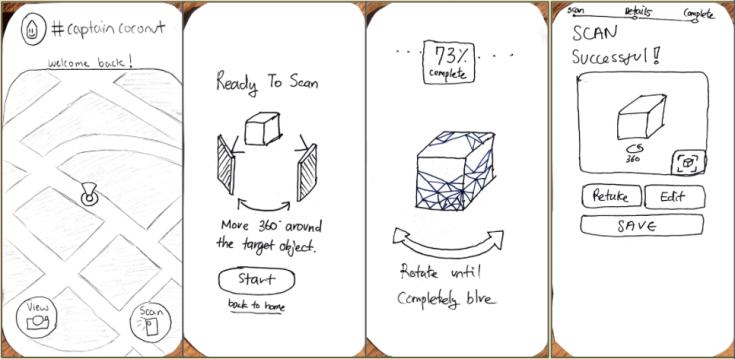 #captain coconut
welcome back!
View
Scan
Ready To Scan
Move 360° around
the target object.
Start
back to home
73%
complete
Rotate until
Completely blue
Scan
Details
Complete
SCAN
Successful!
CS
360
Retake
Edit
SAVE